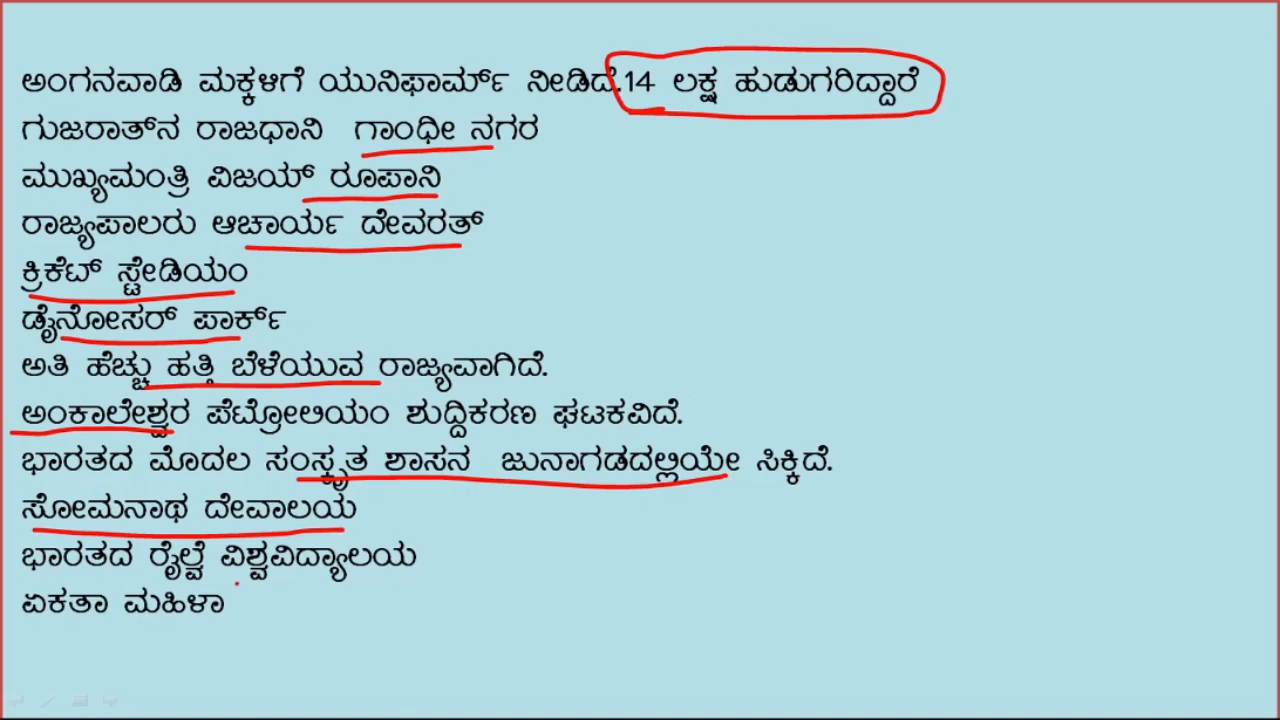 ಅಂಗನವಾಡಿ ಮಕ್ಕಳಿಗೆ ಯುನಿಫಾರ್ಮ್ ನೀಡಿದೆ.14 ಲಕ್ಷ ಹುಡುಗರಿದ್ದಾರೆ
ಗುಜರಾತ್‌ನ ರಾಜಧಾನಿ ಗಾಂಧೀ ನಗರ
ಮುಖ್ಯಮಂತ್ರಿ ವಿಜಯ್ ರೂಪಾನಿ
ರಾಜ್ಯಪಾಲರು ಆಚಾರ್ಯ ದೇವರತ್
ಕ್ರಿಕೆಟ್ ಸ್ಟೇಡಿಯಂ
ಡೈನೋಸರ್ ಪಾರ್ಕ್
ಅತಿ ಹೆಚ್ಚು ಹತ್ತಿ ಬೆಳೆಯುವ ರಾಜ್ಯವಾಗಿದೆ.
ಅಂಕಾಲೇಶ್ವರ ಪೆಟ್ರೋಲಿಯಂ ಶುದ್ದಿಕರಣ ಘಟಕವಿದೆ.
ಭಾರತದ ಮೊದಲ ಸಂಸ್ಕೃತ ಶಾಸನ ಜುನಾಗಡದಲ್ಲಿಯೇ ಸಿಕ್ಕಿದೆ.
ಸೋಮನಾಥ ದೇವಾಲಯ
ಭಾರತದ ರೈಲ್ವೆ ವಿಶ್ವವಿದ್ಯಾಲಯ
ಏಕತಾ ಮಹಿಳಾ